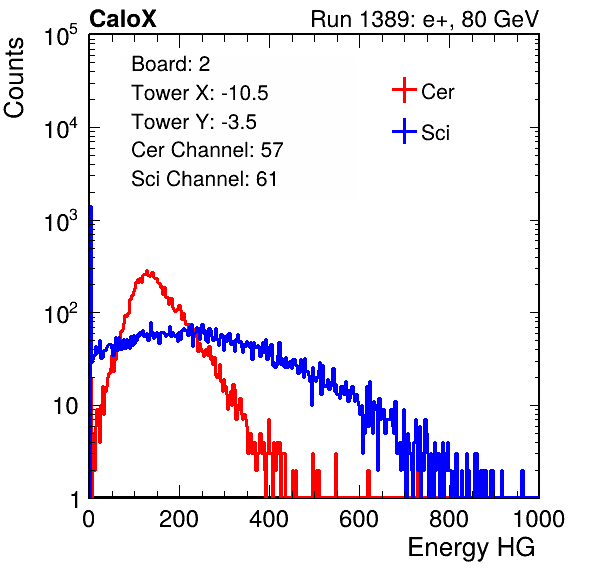 CaloX Run 1389: e+, 80 GeV
Counts
Board: 2
Tower X: -10.5
Tower Y: -3.5
Cer Channel: 57
Sci Channel: 61
Cer
Sci
10^5
10^4
10^3
10^2
10
1
0 200 400 600 800 1000
Energy HG